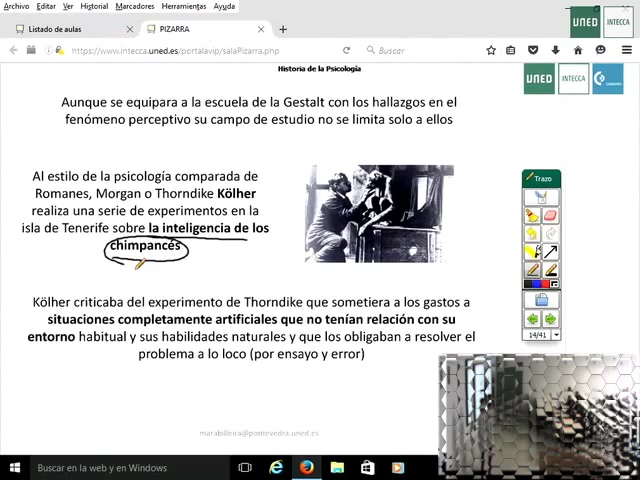 Archivo Editar Ver Historial Marcadores Herramientas Ayuda
Listado de aulas
PIZARRA
https://www.intecca.uned.es/portalavip/salaPizarra.php
Buscar
UNED
INTECCA
Historia de la Psicología
UNED
INTECCA
Aunque se equipara a la escuela de la Gestalt con los hallazgos en el
fenómeno perceptivo su campo de estudio no se limita solo a ellos
Al estilo de la psicología comparada de
Romanes, Morgan o Thorndike Kölher
realiza una serie de experimentos en la
isla de Tenerife sobre la inteligencia de los
chimpancés
Trazo
14/41
Kölher criticaba del experimento de Thorndike que sometiera a los gastos a
situaciones completamente artificiales que no tenían relación con su
entorno habitual y sus habilidades naturales y que los obligaban a resolver el
problema a lo loco (por ensayo y error)
marabilleira@pontevedra.uned.es
Buscar en la web y en Windows